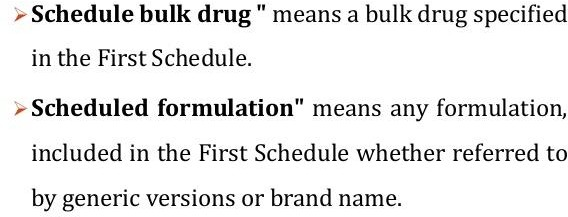 ➢Schedule bulk drug " means a bulk drug specified
in the First Schedule.
➢Scheduled formulation" means any formulation,
included in the First Schedule whether referred to
by generic versions or brand name.